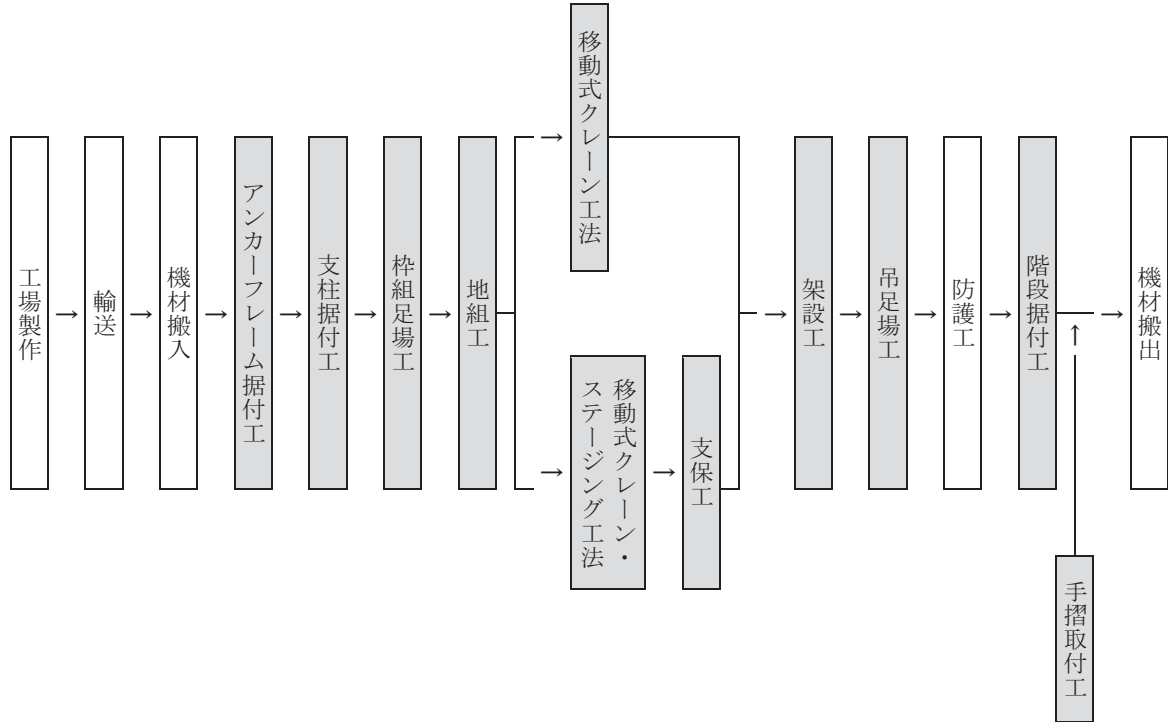 工場製作
輸送
機材搬入
アンカーフレーム据付工
支柱据付工
枠組足場工
地組工
移動式クレーン工法
移動式クレーン・
ステージング工法
支保工
架設工
吊足場工
防護工
階段据付工
手摺取付工
機材搬出